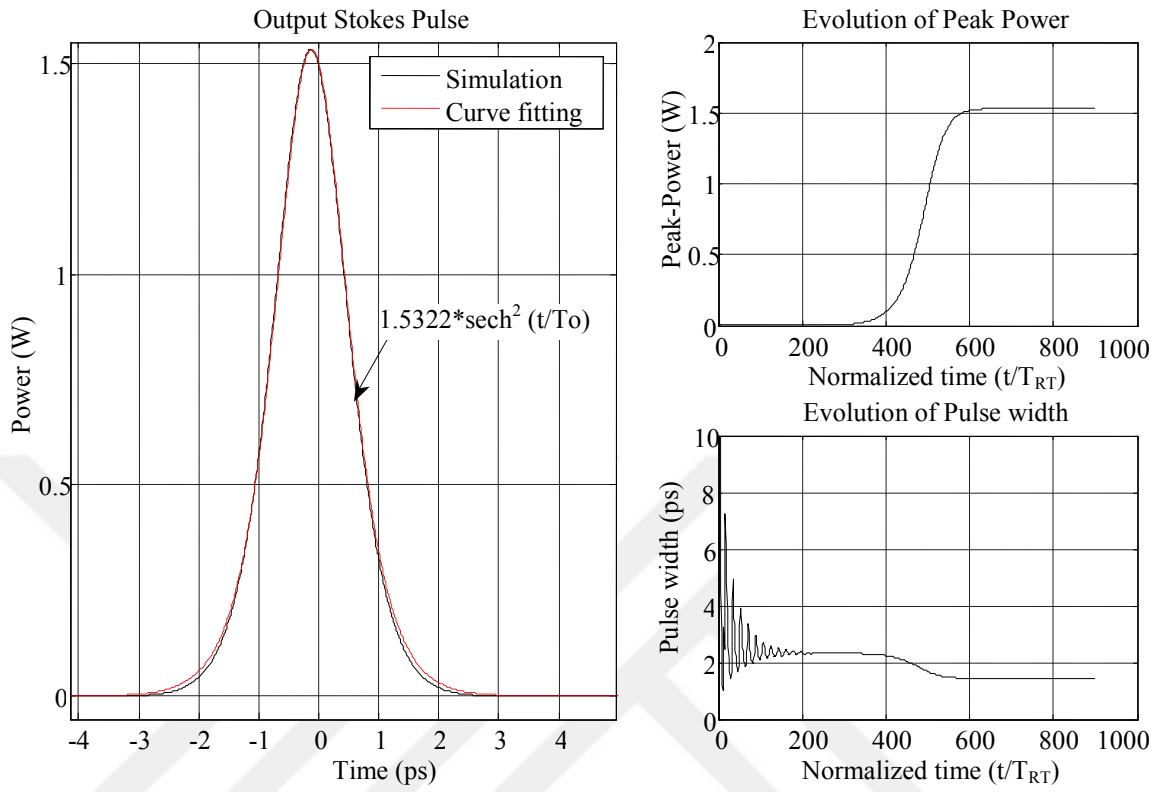 Output Stokes Pulse
1.5
1
0.5
0
Power (W)
Simulation
Curve fitting
1.5322*sech² (t/To)
-4 -3 -2 -1 0 1 2 3 4
Time (ps)
Evolution of Peak Power
2
1.5
1
0.5
0
Peak-Power (W)
0 200 400 600 800 1000
Normalized time (t/T_RT)
Evolution of Pulse width
10
8
6
4
2
0
Pulse width (ps)
0 200 400 600 800 1000
Normalized time (t/T_RT)